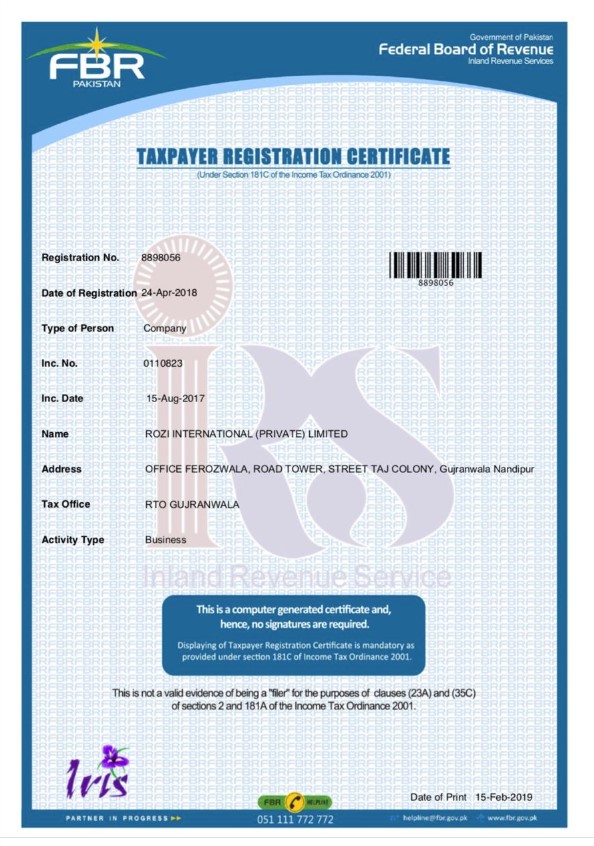 FBR
PAKISTAN
Government of Pakistan
Federal Board of Revenue
Inland Revenue Services
TAXPAYER REGISTRATION CERTIFICATE
(Under Section 181C of the Income Tax Ordinance 2001)
Registration No. 8898056
8898056
Date of Registration 24-Apr-2018
Type of Person Company
Inc. No. 0110823
Inc. Date 15-Aug-2017
Name ROZI INTERNATIONAL (PRIVATE) LIMITED
Address OFFICE FEROZWALA, ROAD TOWER, STREET TAJ COLONY, Gujranwala Nandipur
Tax Office RTO GUJRANWALA
Activity Type Business
IRS
Inland Revenue Service
This is a computer generated certificate and,
hence, no signatures are required.
Displaying of Taxpayer Registration Certificate is mandatory as
provided under section 181C of Income Tax Ordinance 2001.
This is not a valid evidence of being a "filer" for the purposes of clauses (23A) and (35C)
of sections 2 and 181A of the Income Tax Ordinance 2001.
Iris
Date of Print 15-Feb-2019
FBR HELPLINE
PARTNER IN PROGRESS
051 111 772 772
helpline@fbr.gov.pk
www.fbr.gov.pk